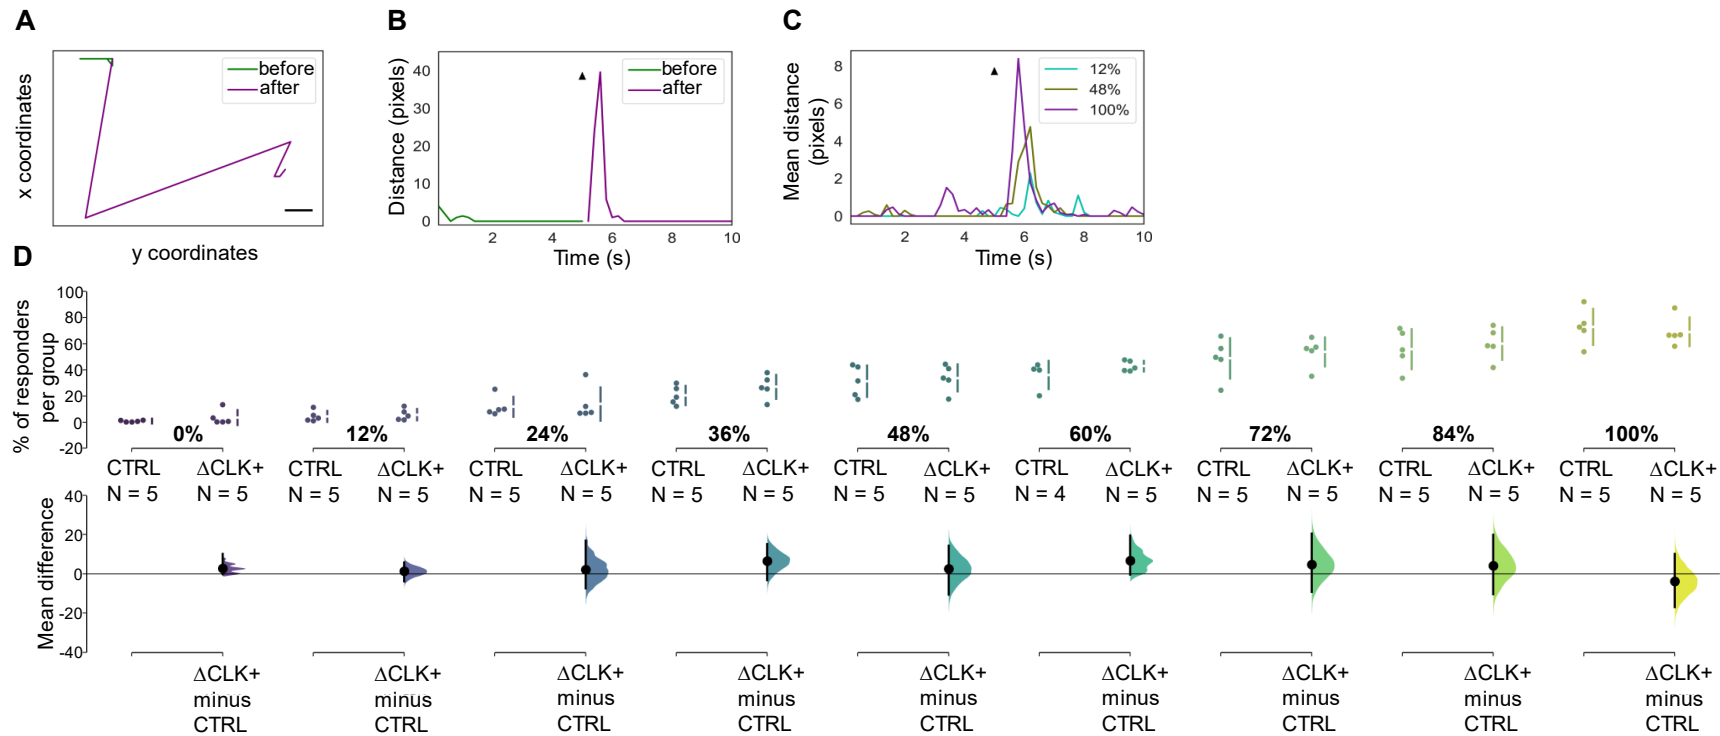 A
x coordinates
before
after
y coordinates
B
Distance (pixels)
40
30
20
10
0
before
after
2 4 6 8 10
Time (s)
C
Mean distance
(pixels)
8
6
4
2
0
12%
48%
100%
2 4 6 8 10
Time (s)
D
% of responders
per group
100
80
60
40
20
0
-20
0% 12% 24% 36% 48% 60% 72% 84% 100%
CTRL ΔCLK+ CTRL ΔCLK+ CTRL ΔCLK+ CTRL ΔCLK+ CTRL ΔCLK+ CTRL ΔCLK+ CTRL ΔCLK+ CTRL ΔCLK+ CTRL ΔCLK+
N = 5 N = 5 N = 5 N = 5 N = 5 N = 5 N = 5 N = 5 N = 5 N = 5 N = 4 N = 5 N = 5 N = 5 N = 5 N = 5 N = 5 N = 5
Mean difference
40
20
0
-20
-40
ΔCLK+ ΔCLK+ ΔCLK+ ΔCLK+ ΔCLK+ ΔCLK+ ΔCLK+ ΔCLK+ ΔCLK+
minus minus minus minus minus minus minus minus minus
CTRL CTRL CTRL CTRL CTRL CTRL CTRL CTRL CTRL